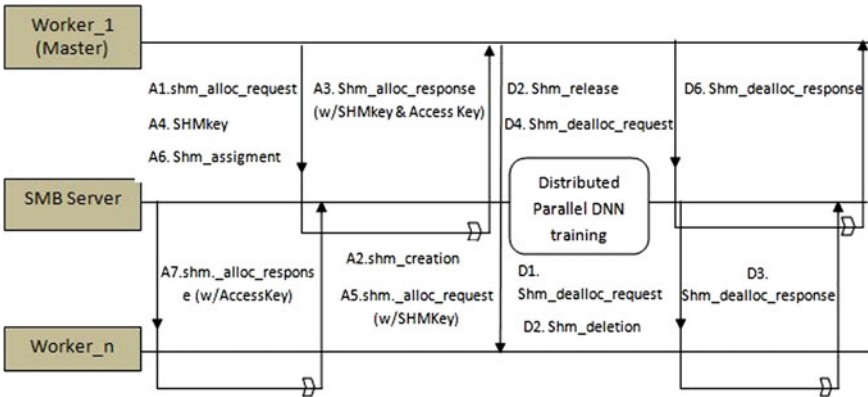 Worker_1
(Master)
A1.shm_alloc_request
A4. SHMkey
A6. Shm_assigment
A3. Shm_alloc_response
(w/SHMkey & Access Key)
D2. Shm_release
D4. Shm_dealloc_request
D6. Shm_dealloc_response
SMB Server
Distributed
Parallel DNN
training
A7.shm._alloc_respons
e (w/AccessKey)
A2.shm_creation
A5.shm._alloc_request
(w/SHMKey)
D1.
Shm_dealloc_request
D2. Shm_deletion
D3.
Shm_dealloc_response
Worker_n